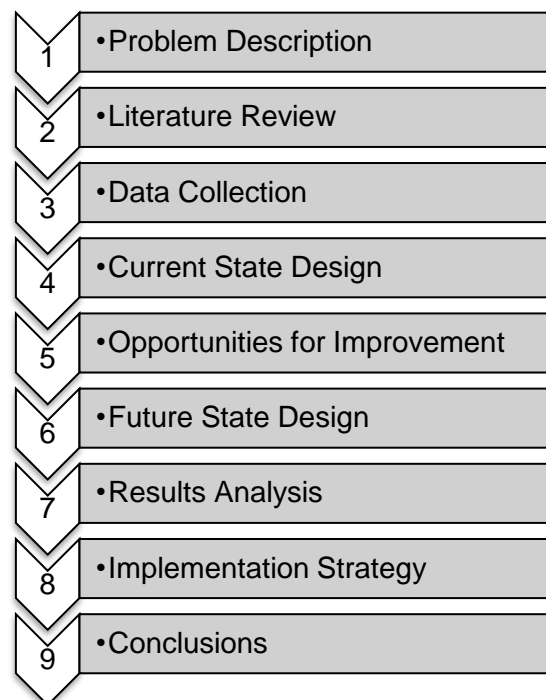 1 •Problem Description
2 •Literature Review
3 •Data Collection
4 •Current State Design
5 •Opportunities for Improvement
6 •Future State Design
7 •Results Analysis
8 •Implementation Strategy
9 •Conclusions